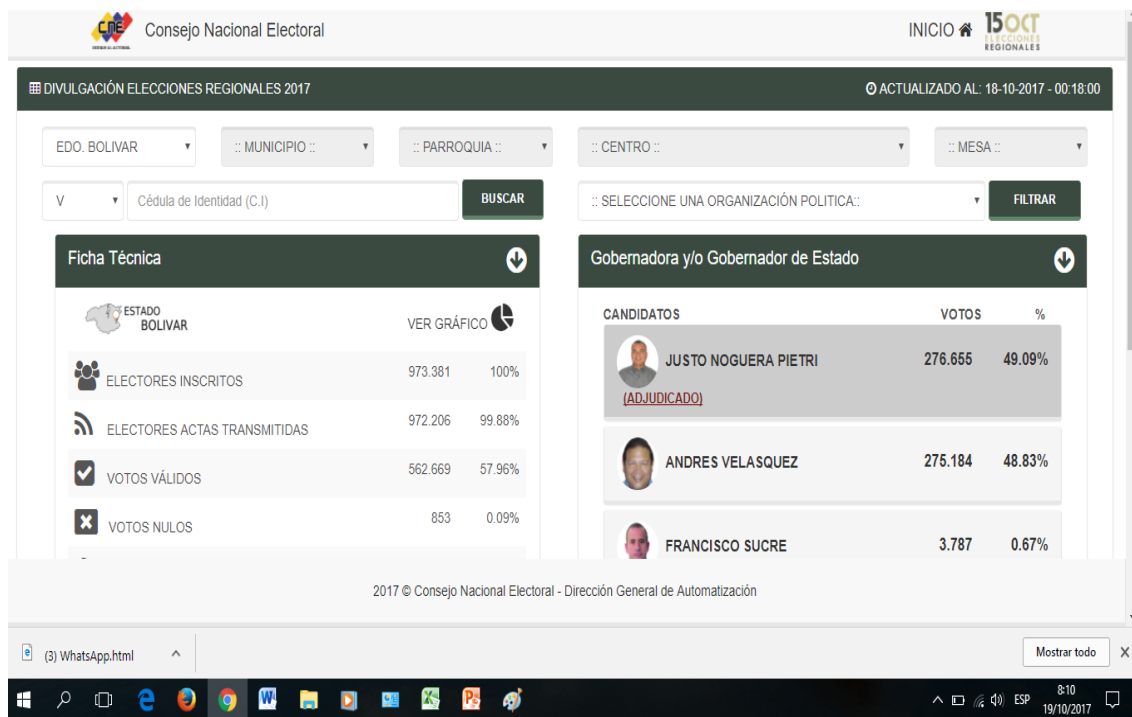 CNE
Consejo Nacional Electoral
INICIO
15OCT
ELECCIONES
REGIONALES
DIVULGACIÓN ELECCIONES REGIONALES 2017
ACTUALIZADO AL: 18-10-2017 - 00:18:00
EDO. BOLIVAR
:: MUNICIPIO ::
:: PARROQUIA ::
:: CENTRO ::
:: MESA ::
V
Cédula de Identidad (C.I)
BUSCAR
:: SELECCIONE UNA ORGANIZACIÓN POLITICA::
FILTRAR
Ficha Técnica
ESTADO
BOLIVAR
VER GRÁFICO
ELECTORES INSCRITOS 973.381 100%
ELECTORES ACTAS TRANSMITIDAS 972.206 99.88%
VOTOS VÁLIDOS 562.669 57.96%
VOTOS NULOS 853 0.09%
Gobernadora y/o Gobernador de Estado
CANDIDATOS VOTOS %
JUSTO NOGUERA PIETRI 276.655 49.09%
(ADJUDICADO)
ANDRES VELASQUEZ 275.184 48.83%
FRANCISCO SUCRE 3.787 0.67%
2017 © Consejo Nacional Electoral - Dirección General de Automatización
(3) WhatsApp.html
Mostrar todo
ESP
8:10
19/10/2017